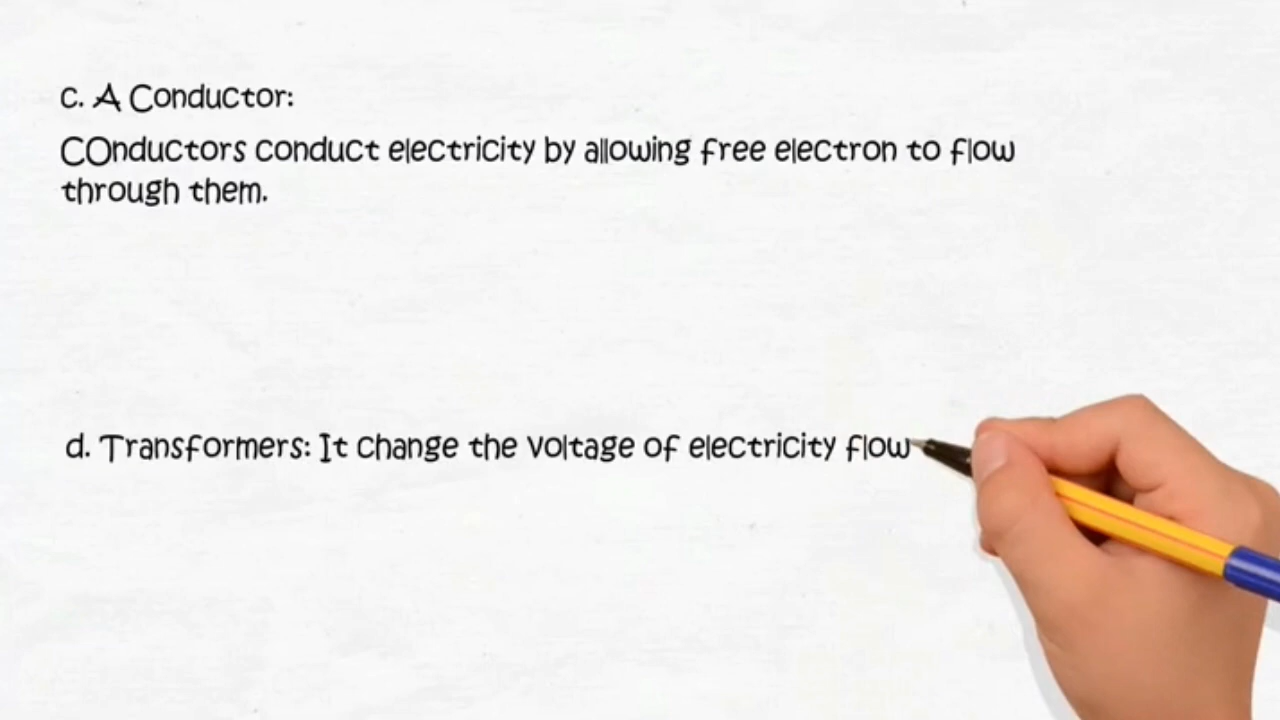 c. A Conductor:
COnductors conduct electricity by allowing free electron to flow
through them.
d. Transformers: It change the voltage of electricity flow